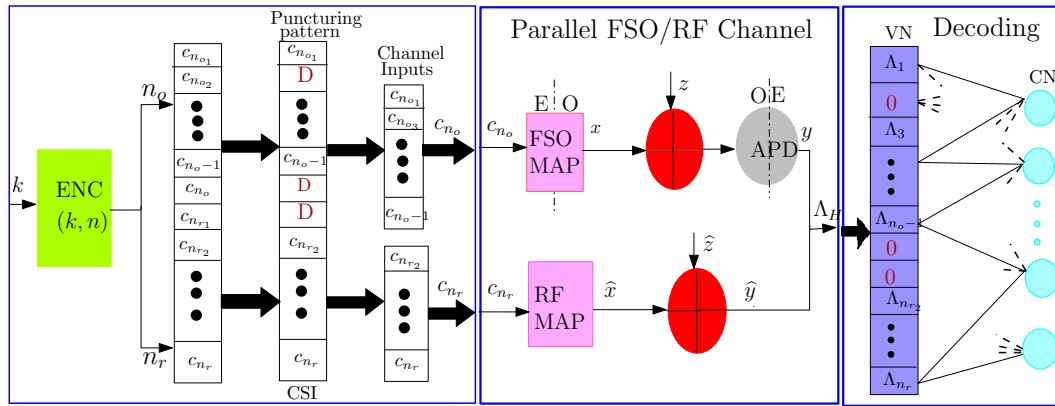 Puncturing
pattern
Channel
Inputs
k
ENC
(k, n)
n_o
n_r
c_{n_{o_1}}
c_{n_{o_2}}
c_{n_o−1}
c_{n_o}
c_{n_{r_1}}
c_{n_{r_2}}
c_{n_r}
c_{n_{o_1}}
D
c_{n_o−1}
D
D
c_{n_{r_2}}
c_{n_r}
CSI
c_{n_{o_1}}
c_{n_{o_3}}
c_{n_o−1}
c_{n_{r_2}}
c_{n_r}
c_{n_o}
c_{n_r}
Parallel FSO/RF Channel
c_{n_o}
E O
FSO
MAP
x
z
O E
APD
y
c_{n_r}
RF
MAP
x̂
ẑ
ŷ
Λ_H
Decoding
VN
CN
Λ_1
0
Λ_3
Λ_{n_o−1}
0
0
Λ_{n_{r_2}}
Λ_{n_r}